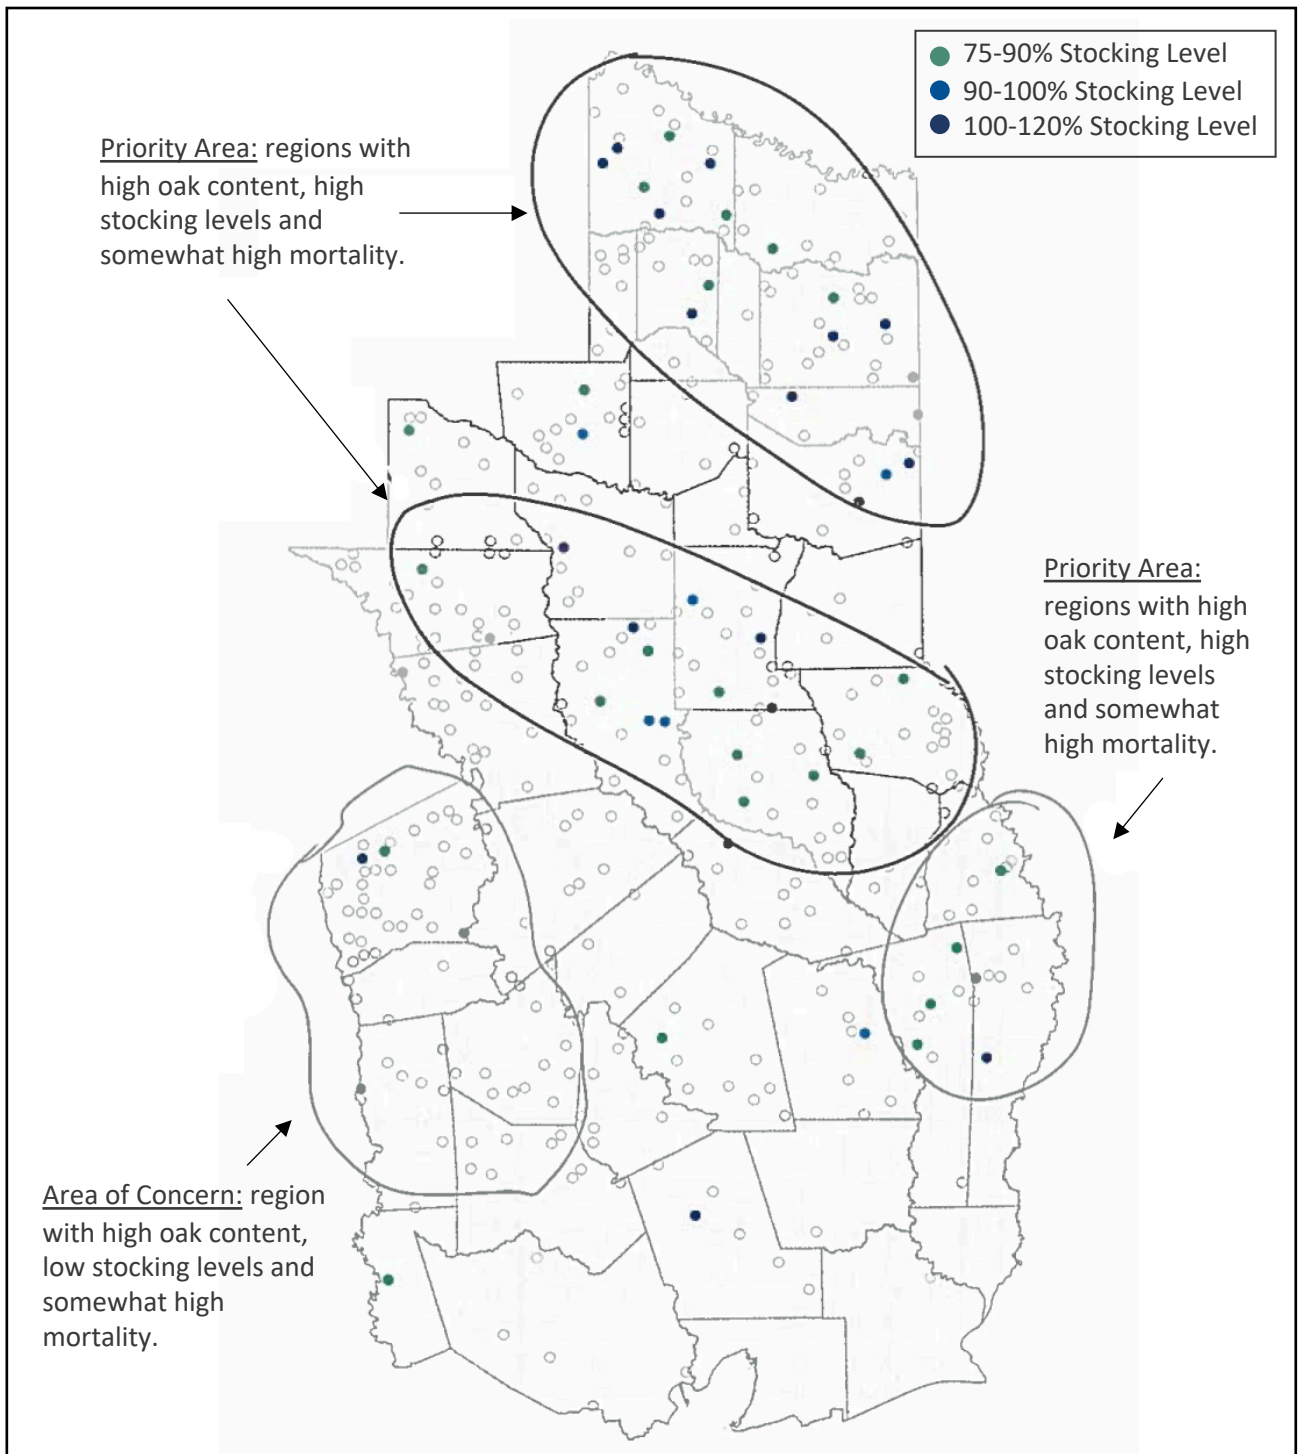 75-90% Stocking Level
90-100% Stocking Level
100-120% Stocking Level
Priority Area: regions with
high oak content, high
stocking levels and
somewhat high mortality.
Priority Area:
regions with high
oak content, high
stocking levels
and somewhat
high mortality.
Area of Concern: region
with high oak content,
low stocking levels and
somewhat high
mortality.